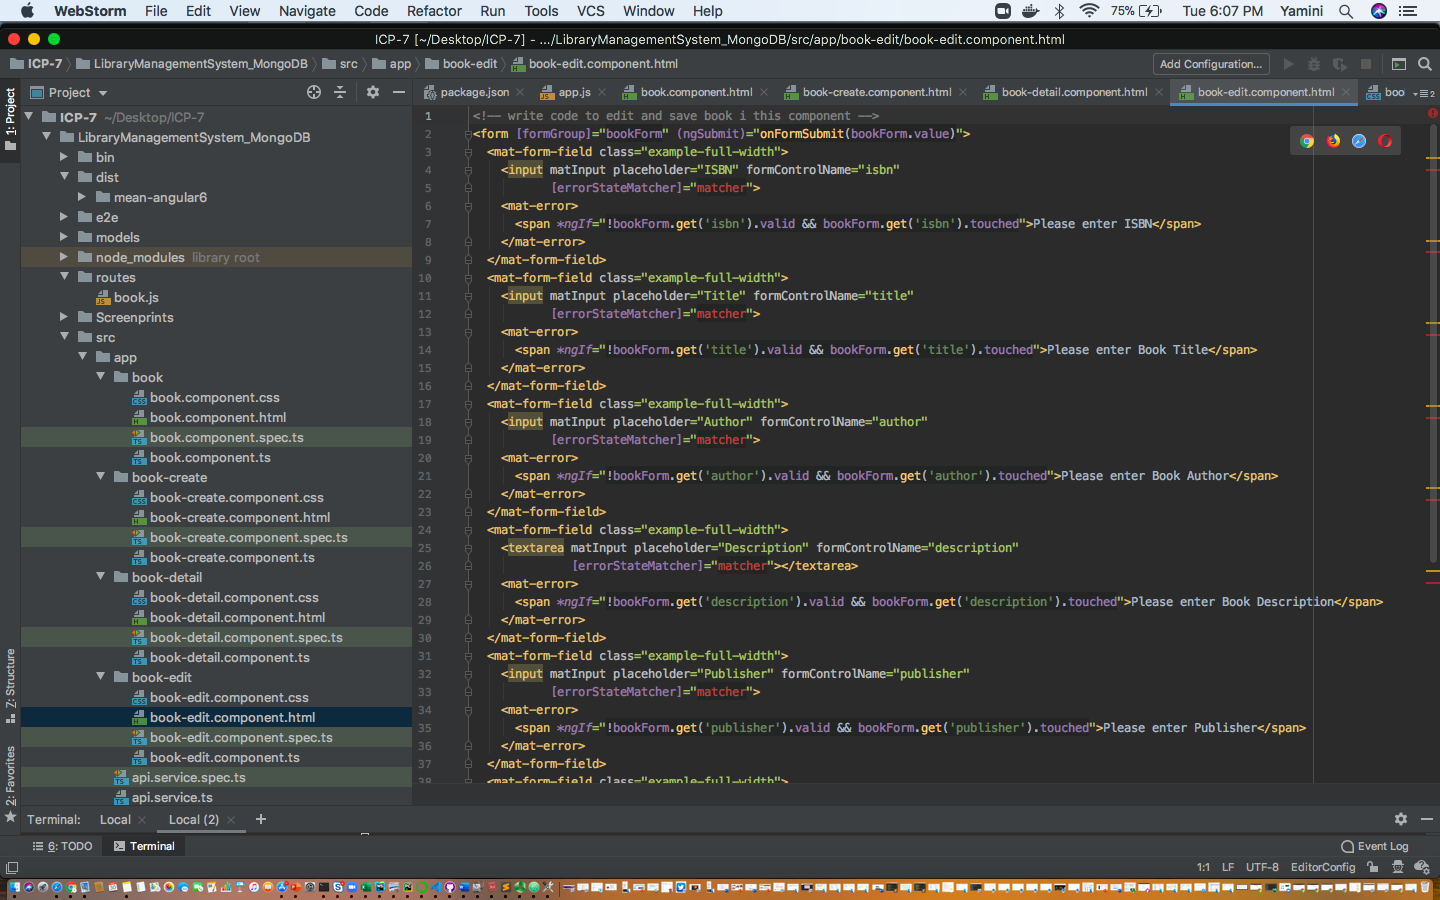 WebStorm File Edit View Navigate Code Refactor Run Tools VCS Window Help 75% Tue 6:07 PM Yamini
ICP-7 [~/Desktop/ICP-7] - .../LibraryManagementSystem_MongoDB/src/app/book-edit/book-edit.component.html
ICP-7 LibraryManagementSystem_MongoDB src app book-edit book-edit.component.html Add Configuration...
Project
package.json app.js book.component.html book-create.component.html book-detail.component.html book-edit.component.html boo 2
1: Project
Z: Structure
2: Favorites
ICP-7 ~/Desktop/ICP-7
LibraryManagementSystem_MongoDB
bin
dist
mean-angular6
e2e
models
node_modules library root
routes
book.js
Screenprints
src
app
book
book.component.css
book.component.html
book.component.spec.ts
book.component.ts
book-create
book-create.component.css
book-create.component.html
book-create.component.spec.ts
book-create.component.ts
book-detail
book-detail.component.css
book-detail.component.html
book-detail.component.spec.ts
book-detail.component.ts
book-edit
book-edit.component.css
book-edit.component.html
book-edit.component.spec.ts
book-edit.component.ts
api.service.spec.ts
api.service.ts
1 <!-- write code to edit and save book i this component -->
2 <form [formGroup]="bookForm" (ngSubmit)="onFormSubmit(bookForm.value)">
3 <mat-form-field class="example-full-width">
4 <input matInput placeholder="ISBN" formControlName="isbn"
5 [errorStateMatcher]="matcher">
6 <mat-error>
7 <span *ngIf="!bookForm.get('isbn').valid && bookForm.get('isbn').touched">Please enter ISBN</span>
8 </mat-error>
9 </mat-form-field>
10 <mat-form-field class="example-full-width">
11 <input matInput placeholder="Title" formControlName="title"
12 [errorStateMatcher]="matcher">
13 <mat-error>
14 <span *ngIf="!bookForm.get('title').valid && bookForm.get('title').touched">Please enter Book Title</span>
15 </mat-error>
16 </mat-form-field>
17 <mat-form-field class="example-full-width">
18 <input matInput placeholder="Author" formControlName="author"
19 [errorStateMatcher]="matcher">
20 <mat-error>
21 <span *ngIf="!bookForm.get('author').valid && bookForm.get('author').touched">Please enter Book Author</span>
22 </mat-error>
23 </mat-form-field>
24 <mat-form-field class="example-full-width">
25 <textarea matInput placeholder="Description" formControlName="description"
26 [errorStateMatcher]="matcher"></textarea>
27 <mat-error>
28 <span *ngIf="!bookForm.get('description').valid && bookForm.get('description').touched">Please enter Book Description</span>
29 </mat-error>
30 </mat-form-field>
31 <mat-form-field class="example-full-width">
32 <input matInput placeholder="Publisher" formControlName="publisher"
33 [errorStateMatcher]="matcher">
34 <mat-error>
35 <span *ngIf="!bookForm.get('publisher').valid && bookForm.get('publisher').touched">Please enter Publisher</span>
36 </mat-error>
37 </mat-form-field>
38 <mat-form-field class="example-full-width">
Terminal: Local Local (2) +
6: TODO Terminal Event Log
1:1 LF UTF-8 EditorConfig